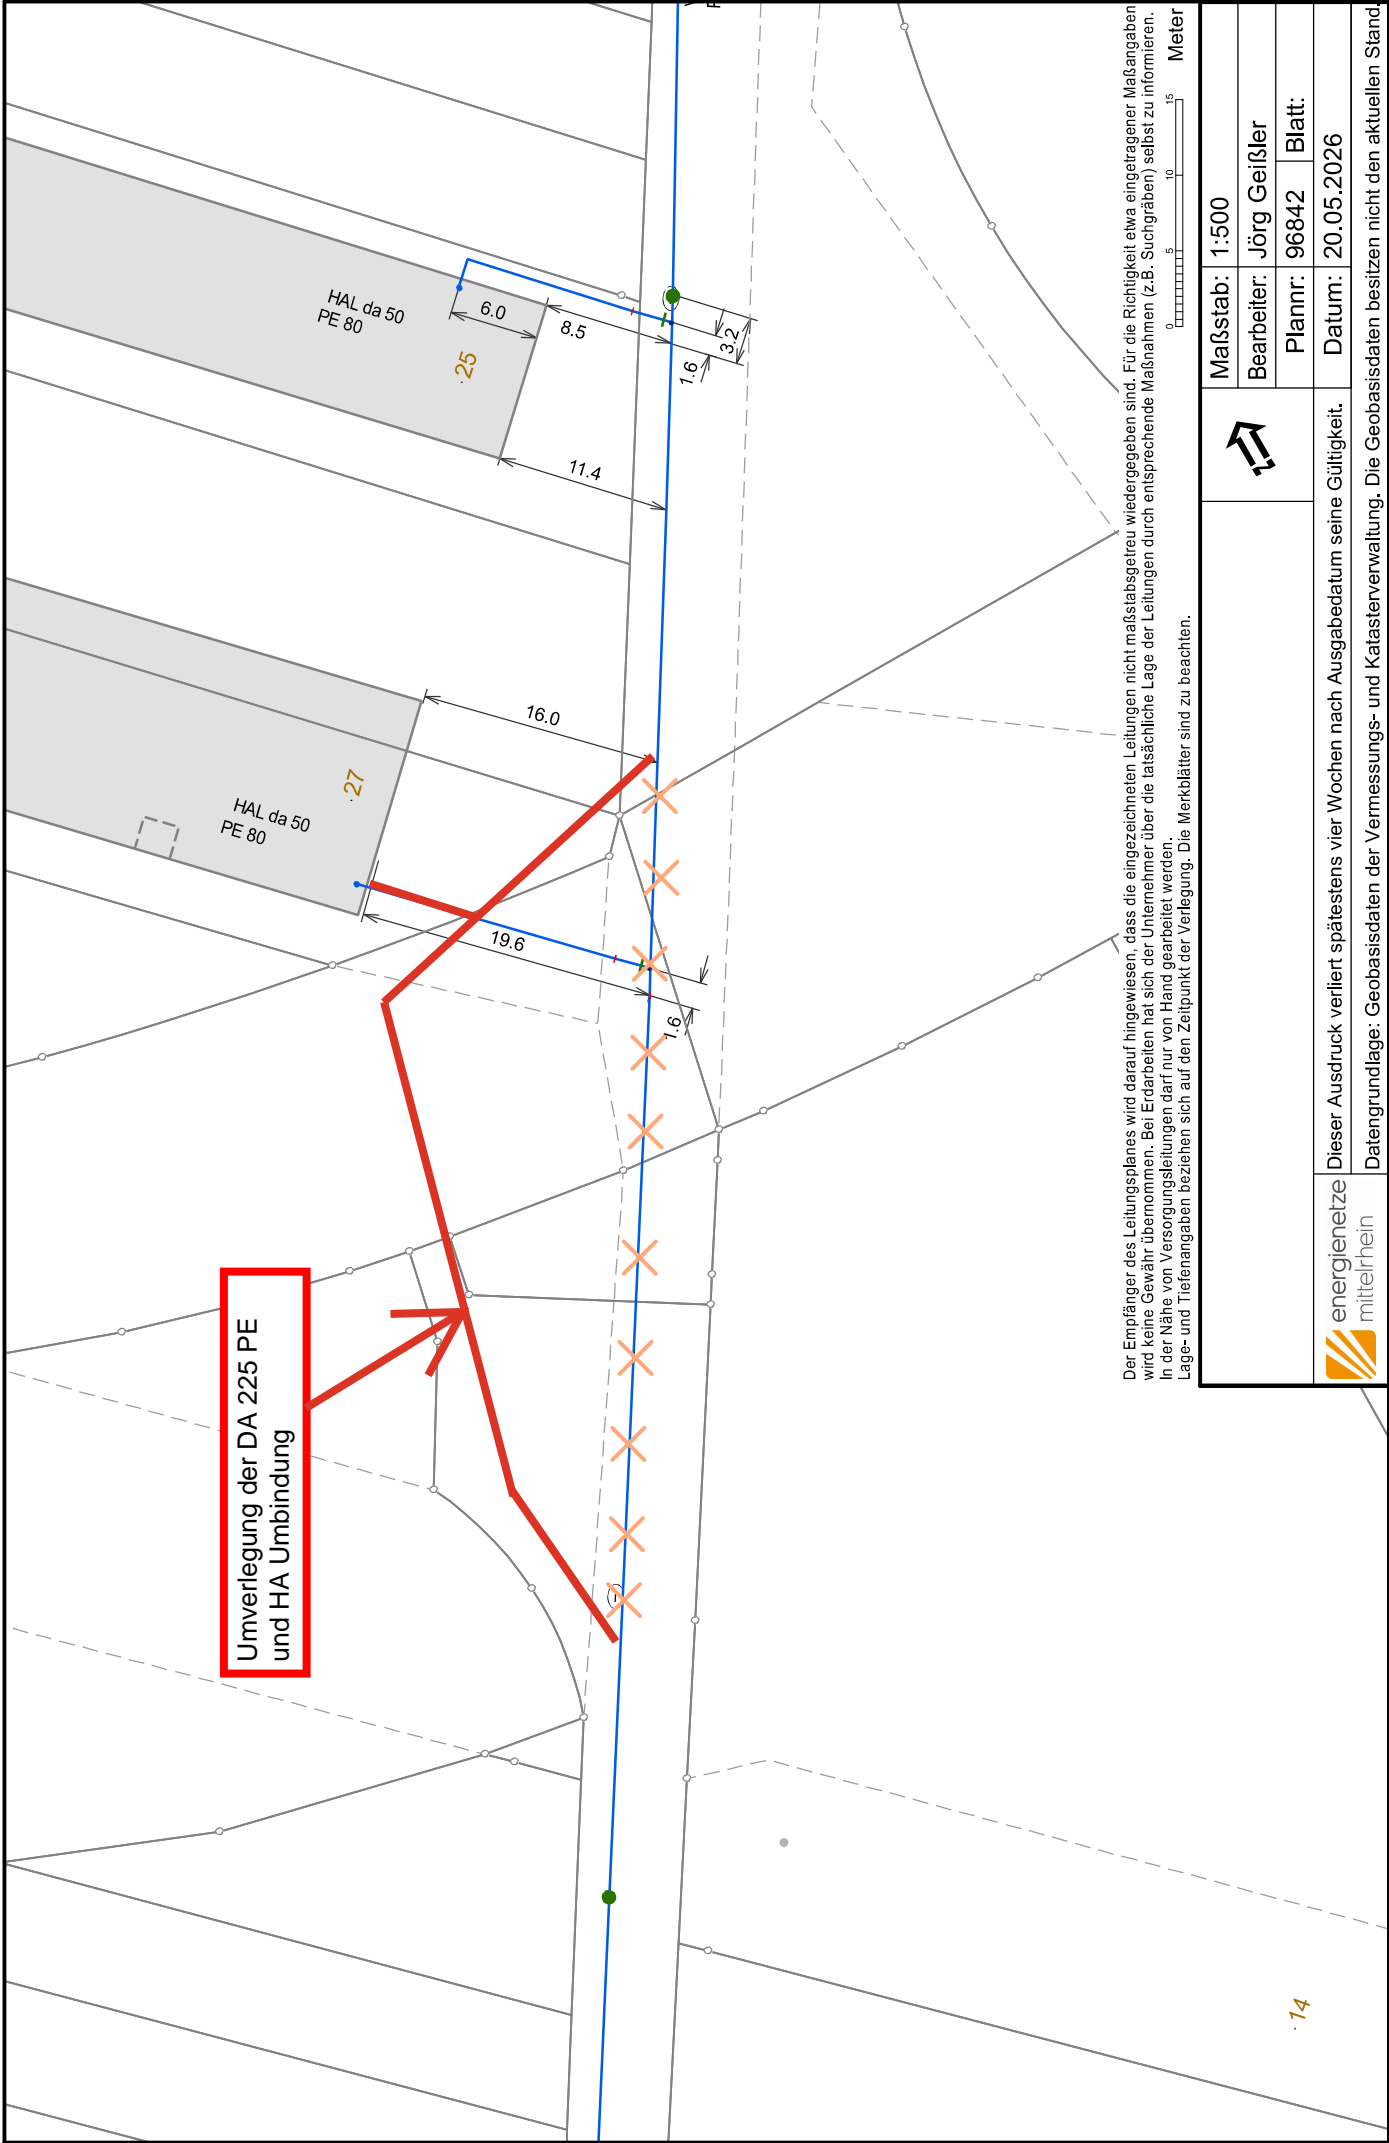 Umverlegung der DA 225 PE
und HA Umbindung
HAL da 50
PE 80
.27
19.6
1.6
16.0
HAL da 50
PE 80
.25
6.0
8.5
11.4
1.6
3.2
. 14
Der Empfänger des Leitungsplanes wird darauf hingewiesen, dass die eingezeichneten Leitungen nicht maßstabsgetreu wiedergegeben sind. Für die Richtigkeit etwa eingetragener Maßangaben
wird keine Gewähr übernommen. Bei Erdarbeiten hat sich der Unternehmer über die tatsächliche Lage der Leitungen durch entsprechende Maßnahmen (z.B. Suchgräben) selbst zu informieren.
In der Nähe von Versorgungsleitungen darf nur von Hand gearbeitet werden.
Lage- und Tiefenangaben beziehen sich auf den Zeitpunkt der Verlegung. Die Merkblätter sind zu beachten.
0 5 10 15 Meter
N
Maßstab: 1:500
Bearbeiter: Jörg Geißler
Plannr: 96842 Blatt:
Datum: 20.05.2026
energienetze
mittelrhein
Dieser Ausdruck verliert spätestens vier Wochen nach Ausgabedatum seine Gültigkeit.
Datengrundlage: Geobasisdaten der Vermessungs- und Katasterverwaltung. Die Geobasisdaten besitzen nicht den aktuellen Stand.